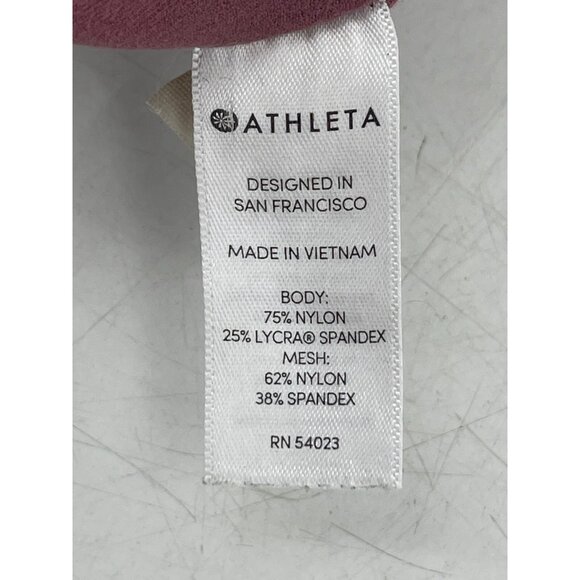 ATHLETA
DESIGNED IN
SAN FRANCISCO
MADE IN VIETNAM
BODY:
75% NYLON
25% LYCRA® SPANDEX
MESH:
62% NYLON
38% SPANDEX
RN 54023